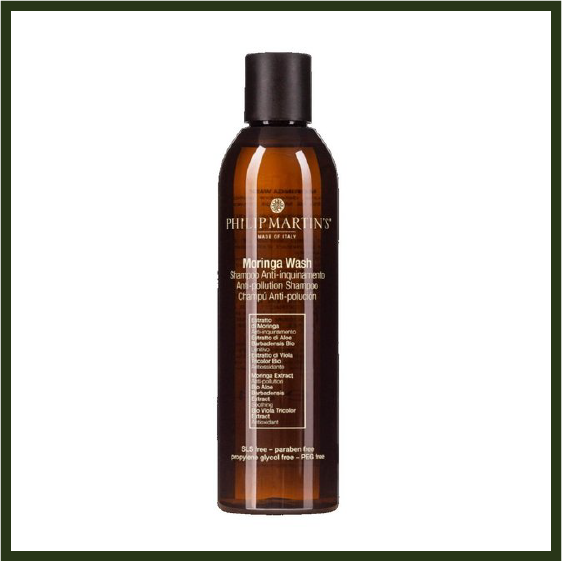 PHILIP MARTIN'S
MADE OF ITALY
Moringa Wash
Shampoo Anti-inquinamento
Anti-pollution Shampoo
Champú Anti-polución
Estratto
di Moringa
Anti-inquinamento
Estratto di Aloe
Barbadensis Bio
Lenitivo
Estratto di Viola
Tricolor Bio
Antiossidante
Moringa Extract
Anti-pollution
Bio Aloe
Barbadensis
Extract
Soothing
Bio Viola Tricolor
Extract
Antioxidant
SLS free – paraben free
propylene glycol free – PEG free